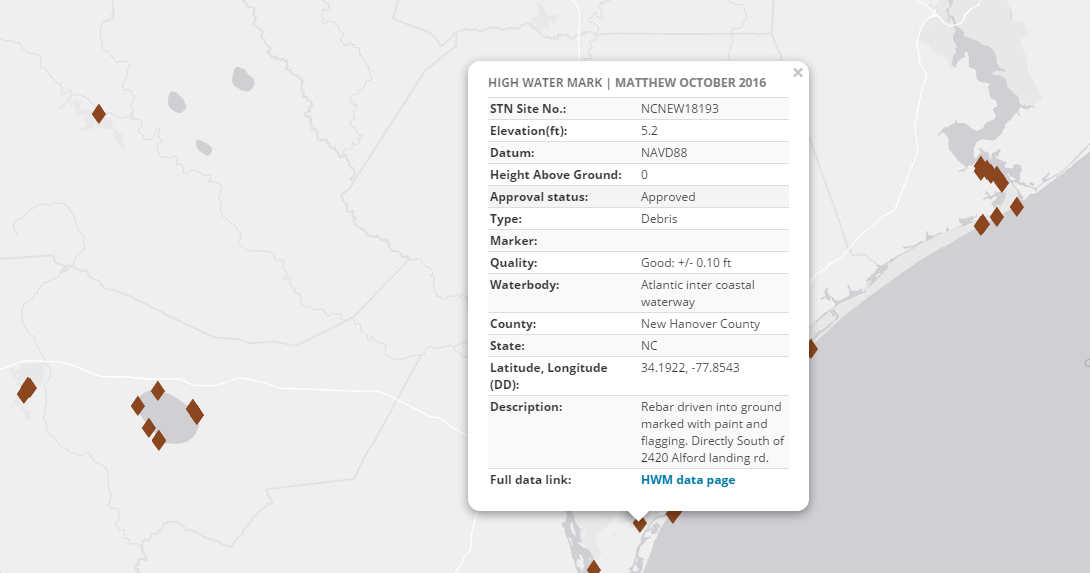 HIGH WATER MARK | MATTHEW OCTOBER 2016
×
STN Site No.: NCNEW18193
Elevation(ft): 5.2
Datum: NAVD88
Height Above Ground: 0
Approval status: Approved
Type: Debris
Marker:
Quality: Good: +/- 0.10 ft
Waterbody: Atlantic inter coastal
waterway
County: New Hanover County
State: NC
Latitude, Longitude 34.1922, -77.8543
(DD):
Description: Rebar driven into ground
marked with paint and
flagging. Directly South of
2420 Alford landing rd.
Full data link: HWM data page